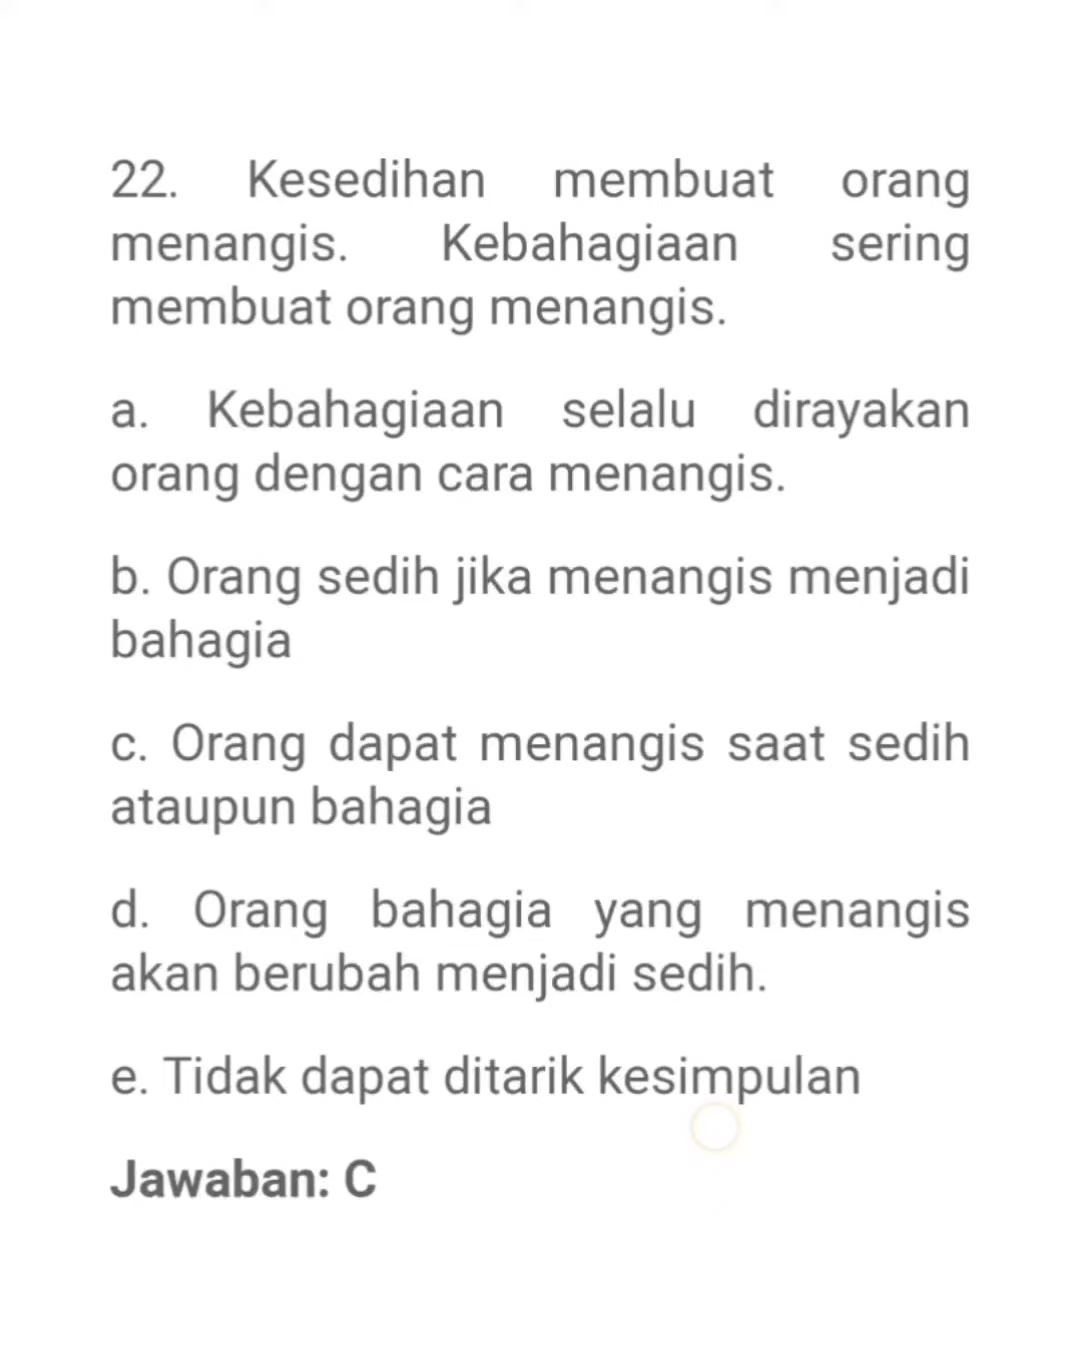 22. Kesedihan membuat orang
menangis. Kebahagiaan sering
membuat orang menangis.
a. Kebahagiaan selalu dirayakan
orang dengan cara menangis.
b. Orang sedih jika menangis menjadi
bahagia
c. Orang dapat menangis saat sedih
ataupun bahagia
d. Orang bahagia yang menangis
akan berubah menjadi sedih.
e. Tidak dapat ditarik kesimpulan
Jawaban: C